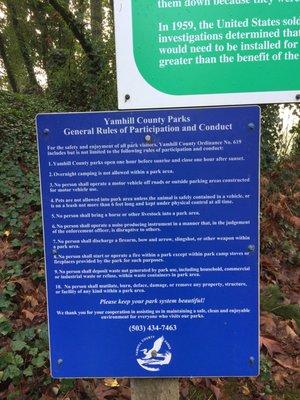 them down because they were
In 1959, the United States sol
investigations determined that
would need to be installed for
greater than the benefit of the
Yamhill County Parks
General Rules of Participation and Conduct
For the safety and enjoyment of all park visitors, Yamhill County Ordinance No. 619
includes but is not limited to the following rules of participation and conduct:
1. Yamhill County parks open one hour before sunrise and close one hour after sunset.
2. Overnight camping is not allowed within a park area.
3. No person shall operate a motor vehicle off roads or outside parking areas constructed
for motor vehicle use.
4. Pets are not allowed into park area unless the animal is safely contained in a vehicle, or
is on a leash not more than 6 feet long and kept under physical control at all time.
5. No person shall bring a horse or other livestock into a park area.
6. No person shall operate a noise producing instrument in a manner that, in the judgement
of the enforcement officer, is disruptive to others.
7. No person shall discharge a firearm, bow and arrow, slingshot, or other weapon within
a park area.
8. No person shall start or operate a fire within a park except within park camp stoves or
fireplaces provided by the park for such purposes.
9. No person shall deposit waste not generated by park use, including household, commercial
or industrial waste or refuse, within waste containers in park area.
10. No person shall mutilate, burn, deface, damage, or remove any property, structure,
or facility of any kind within a park area.
Please keep your park system beautiful!
We thank you for your cooperation in assisting us in maintaining a safe, clean and enjoyable
environment for everyone who visits our parks.
(503) 434-7463
YAMHILL COUNTY PARKS